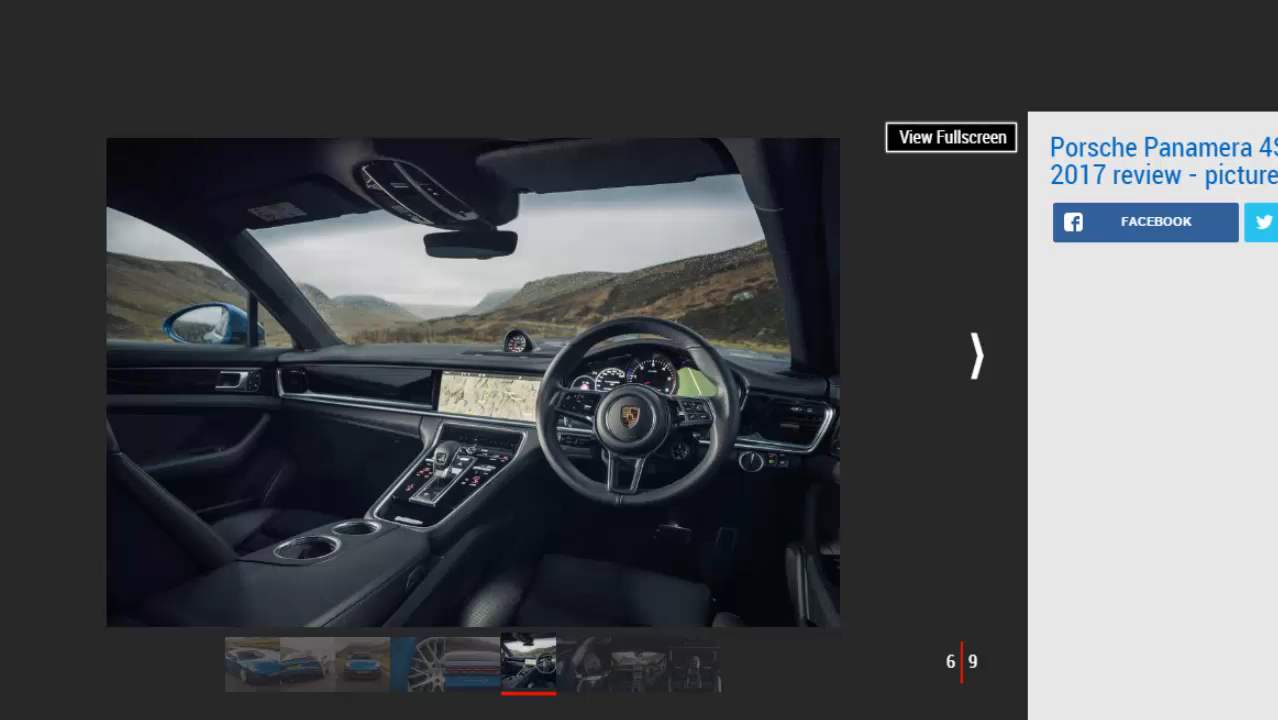 View Fullscreen
Porsche Panamera 4S
2017 review - picture
FACEBOOK
6 9